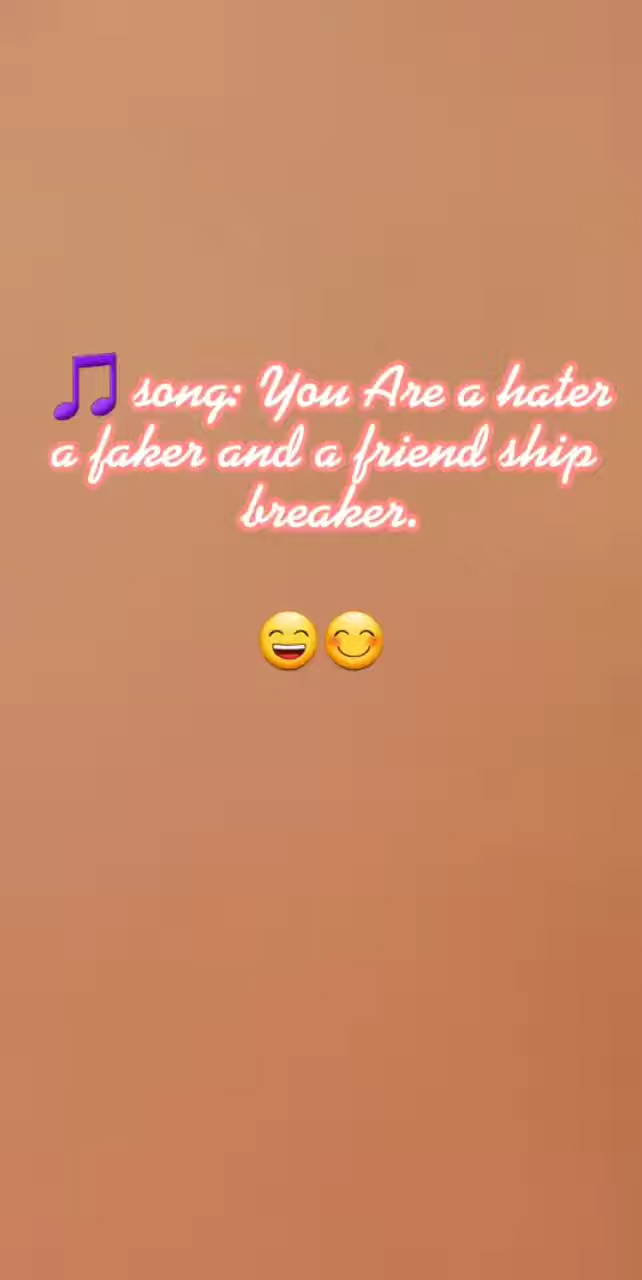 🎵 song: You Are a hater
a faker and a friend ship
breaker.
😄😊